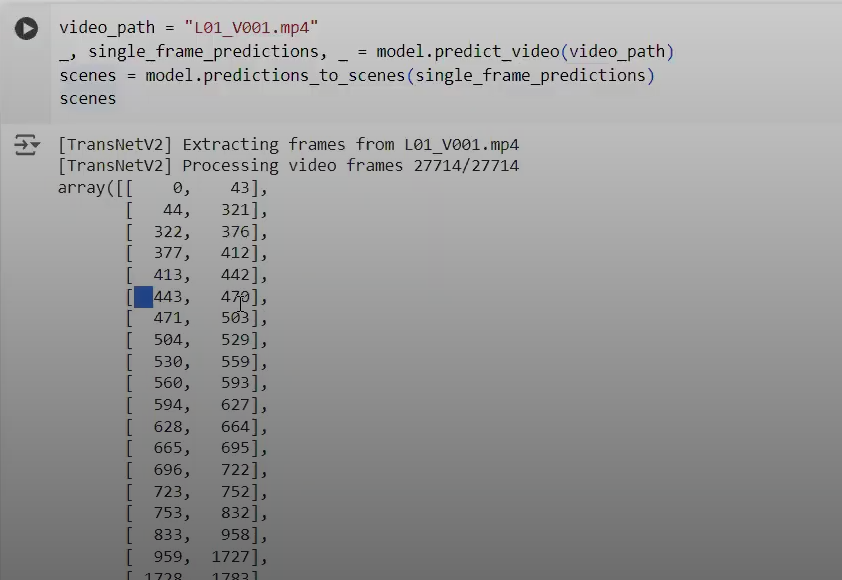 video_path = "L01_V001.mp4"
_, single_frame_predictions, _ = model.predict_video(video_path)
scenes = model.predictions_to_scenes(single_frame_predictions)
scenes
[TransNetV2] Extracting frames from L01_V001.mp4
[TransNetV2] Processing video frames 27714/27714
array([[    0,    43],
[   44,   321],
[  322,   376],
[  377,   412],
[  413,   442],
[  443,   470],
[  471,   503],
[  504,   529],
[  530,   559],
[  560,   593],
[  594,   627],
[  628,   664],
[  665,   695],
[  696,   722],
[  723,   752],
[  753,   832],
[  833,   958],
[  959,  1727],
[ 1728,  1783],